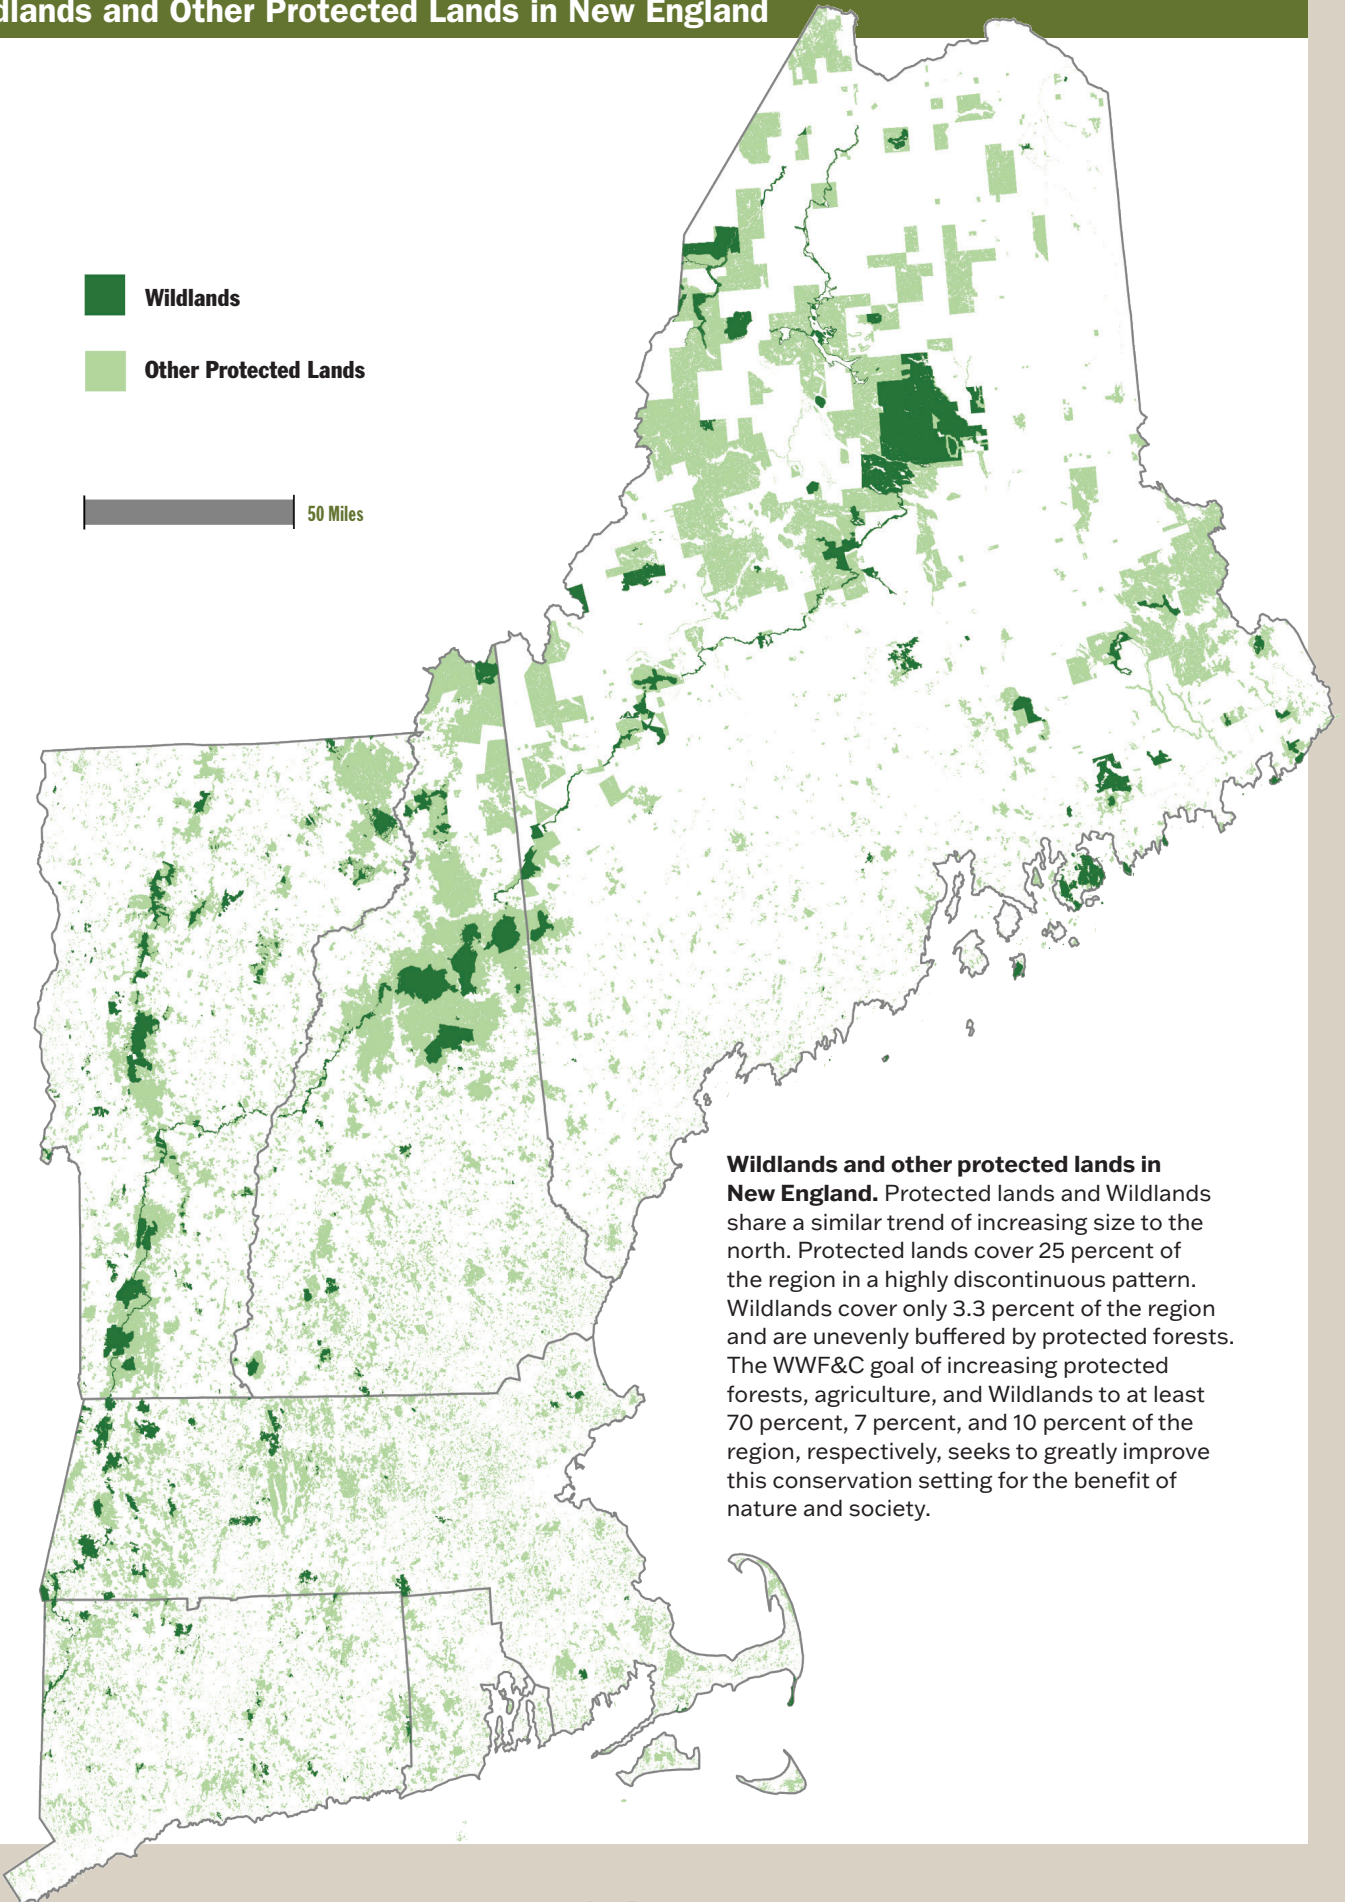 and Other Protected Lands in New England
Wildlands
Other Protected Lands
50 Miles
Wildlands and other protected lands in
New England. Protected lands and Wildlands
share a similar trend of increasing size to the
north. Protected lands cover 25 percent of
the region in a highly discontinuous pattern.
Wildlands cover only 3.3 percent of the region
and are unevenly buffered by protected forests.
The WWF&C goal of increasing protected
forests, agriculture, and Wildlands to at least
70 percent, 7 percent, and 10 percent of the
region, respectively, seeks to greatly improve
this conservation setting for the benefit of
nature and society.